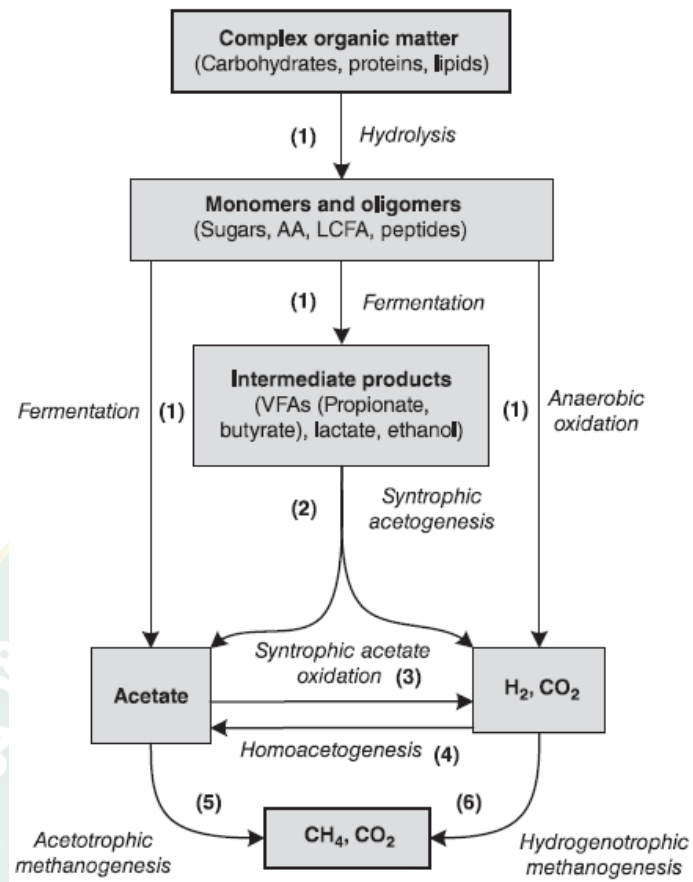 Complex organic matter
(Carbohydrates, proteins, lipids)
(1) Hydrolysis
Monomers and oligomers
(Sugars, AA, LCFA, peptides)
(1) Fermentation
Intermediate products
(VFAs (Propionate,
butyrate), lactate, ethanol)
Fermentation (1)
(1) Anaerobic
oxidation
(2) Syntrophic
acetogenesis
Syntrophic acetate
oxidation (3)
Acetate
H₂, CO₂
Homoacetogenesis (4)
(5)
(6)
Acetotrophic
methanogenesis
CH₄, CO₂
Hydrogenotrophic
methanogenesis